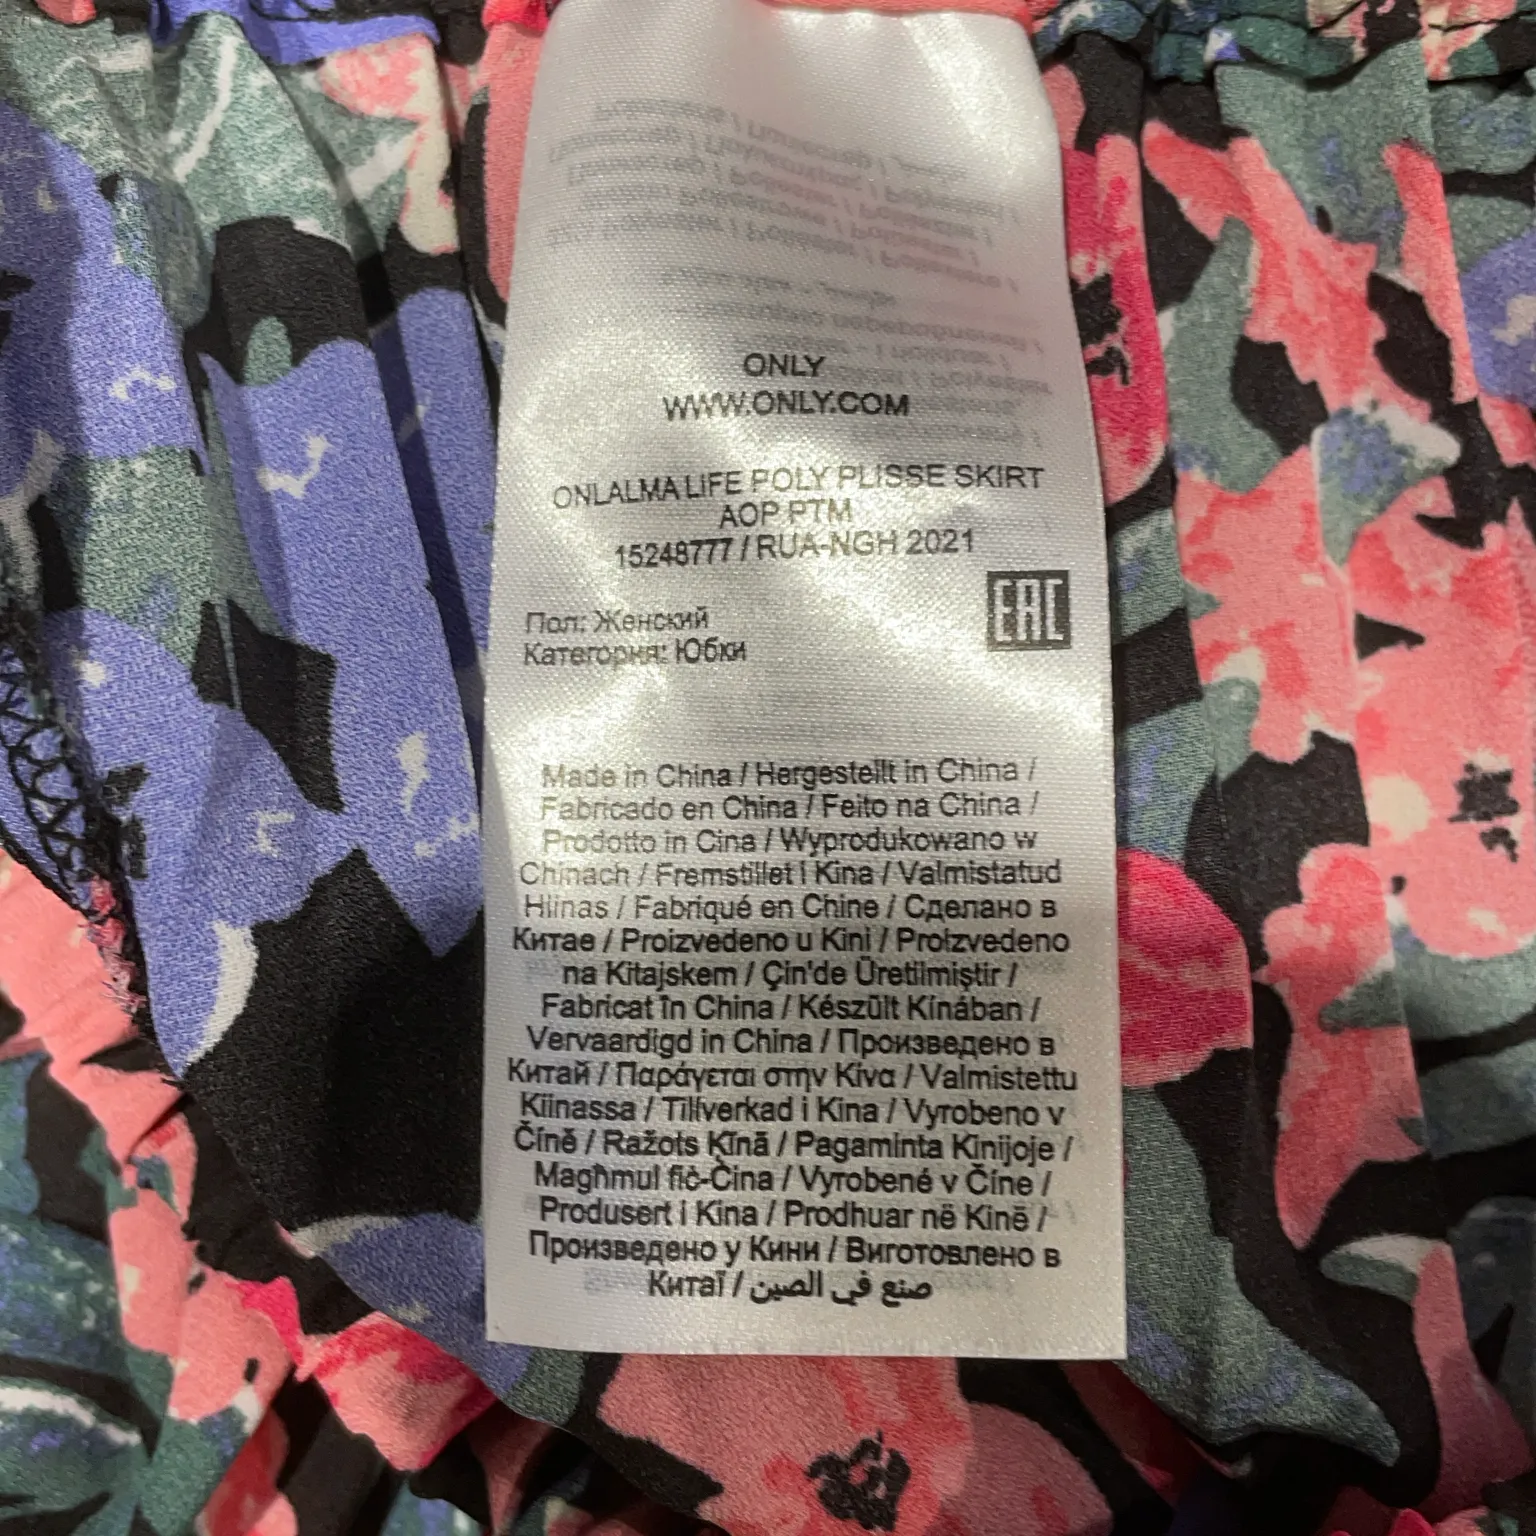 ONLY
WWW.ONLY.COM
ONLALMA LIFE POLY PLISSE SKIRT
AOP PTM
15248777 / RUA-NGH 2021
EAC
Пол: Женский
Категория: Юбки
Made in China / Hergestellt in China /
Fabricado en China / Feito na China /
Prodotto in Cina / Wyprodukowano w
Chinach / Fremstillet i Kina / Valmistatud
Hiinas / Fabriqué en Chine / Сделано в
Китае / Proizvedeno u Kini / Proizvedeno
na Kitajskem / Çin'de Üretilmiştir /
Fabricat în China / Készült Kínában /
Vervaardigd in China / Произведено в
Китай / Παράγεται στην Κίνα / Valmistettu
Kiinassa / Tillverkad i Kina / Vyrobeno v
Číně / Ražots Ķīnā / Pagaminta Kinijoje /
Magħmul fiċ-Ċina / Vyrobené v Číne /
Produsert i Kina / Prodhuar në Kinë /
Произведено у Кини / Виготовлено в
Китаї / صنع في الصين